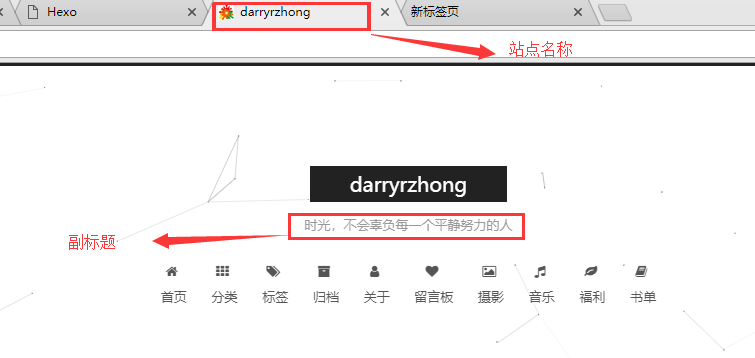 Hexo
darryrzhong
新标签页
站点名称
darryrzhong
时光，不会辜负每一个平静努力的人
副标题
首页 分类 标签 归档 关于 留言板 摄影 音乐 福利 书单